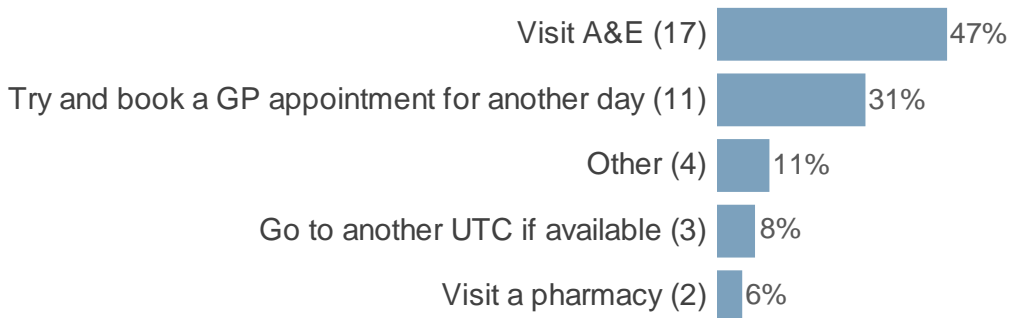 Visit A&E (17) 47%
Try and book a GP appointment for another day (11) 31%
Other (4) 11%
Go to another UTC if available (3) 8%
Visit a pharmacy (2) 6%